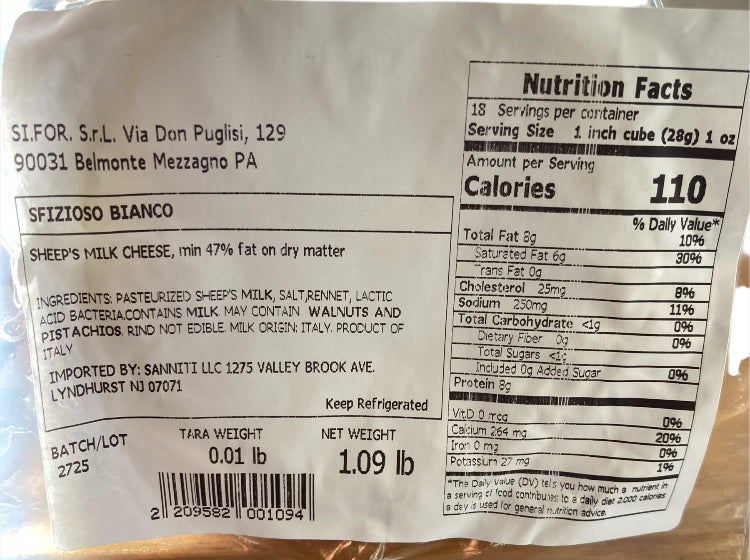 SI.FOR. S.r.L. Via Don Puglisi, 129
90031 Belmonte Mezzagno PA
SFIZIOSO BIANCO
SHEEP'S MILK CHEESE, min 47% fat on dry matter
INGREDIENTS: PASTEURIZED SHEEP'S MILK, SALT,RENNET, LACTIC
ACID BACTERIA.CONTAINS MILK. MAY CONTAIN WALNUTS AND
PISTACHIOS. RIND NOT EDIBLE. MILK ORIGIN: ITALY. PRODUCT OF
ITALY
IMPORTED BY: SANNITI LLC 1275 VALLEY BROOK AVE.
LYNDHURST NJ 07071
Keep Refrigerated
BATCH/LOT
2725
TARA WEIGHT
0.01 lb
NET WEIGHT
1.09 lb
2 209582 001094
Nutrition Facts
18 Servings per container
Serving Size 1 inch cube (28g) 1 oz
Amount per Serving
Calories 110
% Daily Value*
Total Fat 8g 10%
Saturated Fat 6g 30%
Trans Fat 0g
Cholesterol 25mg 8%
Sodium 250mg 11%
Total Carbohydrate <1g 0%
Dietary Fiber 0g 0%
Total Sugars <1g
Included 0g Added Sugar 0%
Protein 8g
Vit.D 0 mcg 0%
Calcium 264 mg 20%
Iron 0 mg 0%
Potassium 27 mg 1%
*The Daily Value (DV) tels you how much a nutrient in
a serving of food contributes to a daily diet 2.000 calories
a day is used for general nutrition advice.